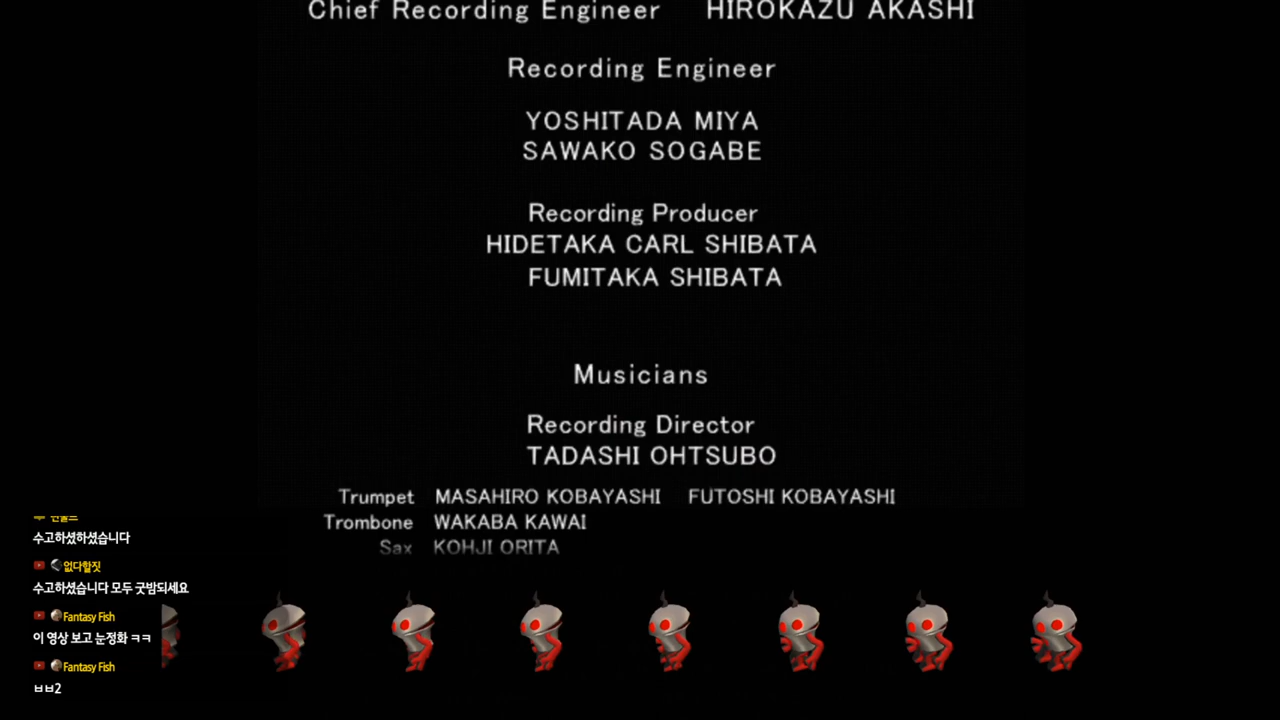 Chief Recording Engineer HIROKAZU AKASHI
Recording Engineer
YOSHITADA MIYA
SAWAKO SOGABE
Recording Producer
HIDETAKA CARL SHIBATA
FUMITAKA SHIBATA
Musicians
Recording Director
TADASHI OHTSUBO
Trumpet MASAHIRO KOBAYASHI FUTOSHI KOBAYASHI
Trombone WAKABA KAWAI
Sax KOHJI ORITA
수고하셨하셨습니다
없다할짓
수고하셨습니다 모두 굿밤되세요
Fantasy Fish
이 영상 보고 눈정화 ㅋㅋ
Fantasy Fish
ㅂㅂ2